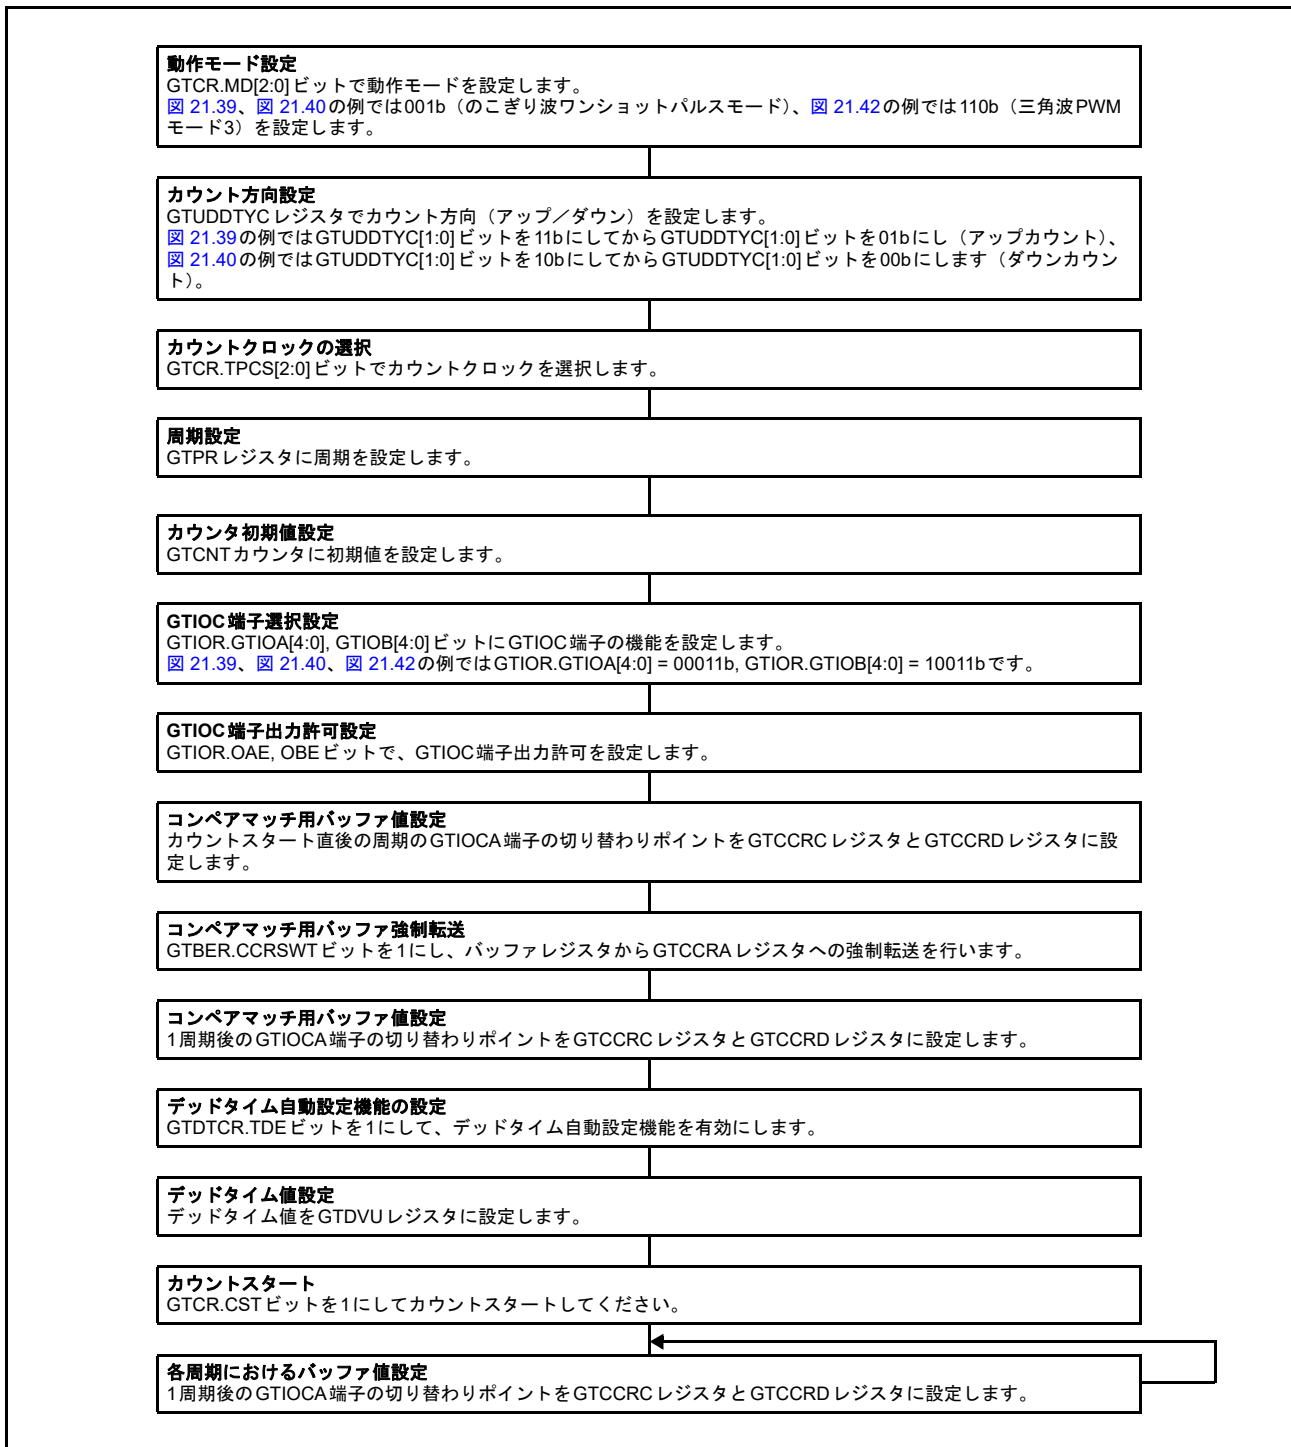 動作モード設定
GTCR.MD[2:0]ビットで動作モードを設定します。
図 21.39、図 21.40の例では001b（のこぎり波ワンショットパルスモード）、図 21.42の例では110b（三角波PWM
モード3）を設定します。
カウント方向設定
GTUDDTYCレジスタでカウント方向（アップ／ダウン）を設定します。
図 21.39の例ではGTUDDTYC[1:0]ビットを11bにしてからGTUDDTYC[1:0]ビットを01bにし（アップカウント）、
図 21.40の例ではGTUDDTYC[1:0]ビットを10bにしてからGTUDDTYC[1:0]ビットを00bにします（ダウンカウン
ト）。
カウントクロックの選択
GTCR.TPCS[2:0]ビットでカウントクロックを選択します。
周期設定
GTPRレジスタに周期を設定します。
カウンタ初期値設定
GTCNTカウンタに初期値を設定します。
GTIOC端子選択設定
GTIOR.GTIOA[4:0], GTIOB[4:0]ビットにGTIOC端子の機能を設定します。
図 21.39、図 21.40、図 21.42の例ではGTIOR.GTIOA[4:0] = 00011b, GTIOR.GTIOB[4:0] = 10011bです。
GTIOC端子出力許可設定
GTIOR.OAE, OBEビットで、GTIOC端子出力許可を設定します。
コンペアマッチ用バッファ値設定
カウントスタート直後の周期のGTIOCA端子の切り替わりポイントをGTCCRCレジスタとGTCCRDレジスタに設
定します。
コンペアマッチ用バッファ強制転送
GTBER.CCRSWTビットを1にし、バッファレジスタからGTCCRAレジスタへの強制転送を行います。
コンペアマッチ用バッファ値設定
1周期後のGTIOCA端子の切り替わりポイントをGTCCRCレジスタとGTCCRDレジスタに設定します。
デッドタイム自動設定機能の設定
GTDTCR.TDEビットを1にして、デッドタイム自動設定機能を有効にします。
デッドタイム値設定
デッドタイム値をGTDVUレジスタに設定します。
カウントスタート
GTCR.CSTビットを1にしてカウントスタートしてください。
各周期におけるバッファ値設定
1周期後のGTIOCA端子の切り替わりポイントをGTCCRCレジスタとGTCCRDレジスタに設定します。